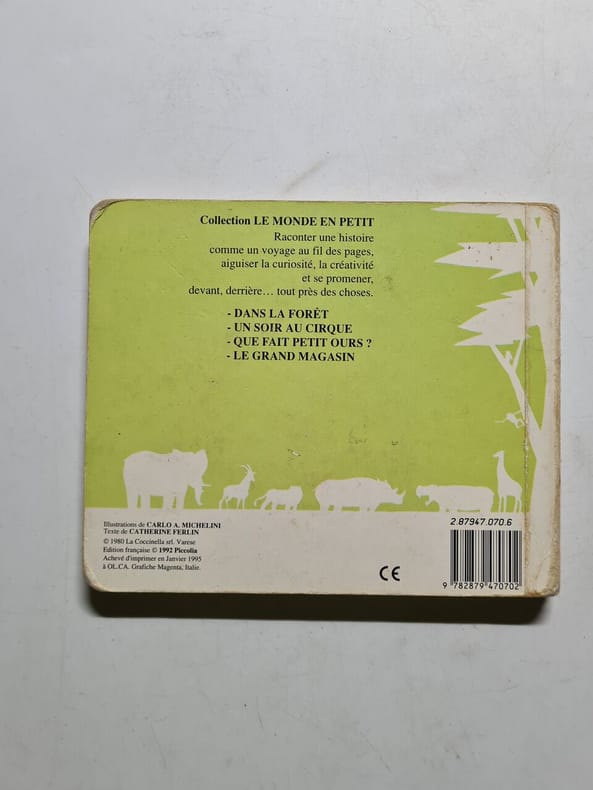 Collection LE MONDE EN PETIT
Raconter une histoire
comme un voyage au fil des pages,
aiguiser la curiosité, la créativité
et se promener,
devant, derrière... tout près des choses.
- DANS LA FORÊT
- UN SOIR AU CIRQUE
- QUE FAIT PETIT OURS ?
- LE GRAND MAGASIN
Illustrations de CARLO A. MICHELINI
Texte de CATHERINE FERLIN
© 1980 La Coccinella srl. Varese
Edition française © 1992 Piccolia
Achevé d'imprimer en Janvier 1995
à OL.CA. Grafiche Magenta, Italie.
CE
2.87947.070.6
9 782879 470702